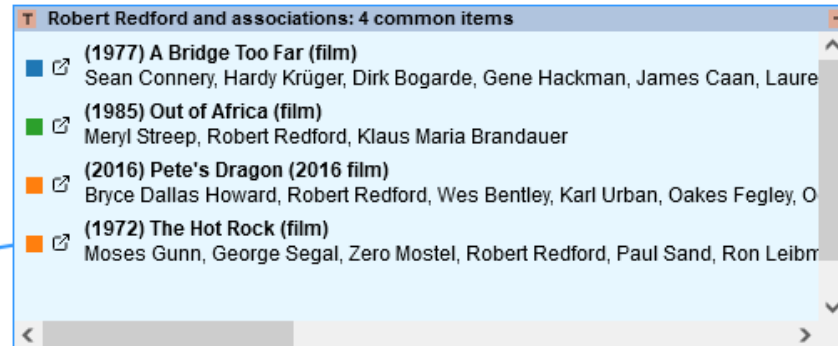 T Robert Redford and associations: 4 common items
(1977) A Bridge Too Far (film)
Sean Connery, Hardy Krüger, Dirk Bogarde, Gene Hackman, James Caan, Laure
(1985) Out of Africa (film)
Meryl Streep, Robert Redford, Klaus Maria Brandauer
(2016) Pete's Dragon (2016 film)
Bryce Dallas Howard, Robert Redford, Wes Bentley, Karl Urban, Oakes Fegley, O
(1972) The Hot Rock (film)
Moses Gunn, George Segal, Zero Mostel, Robert Redford, Paul Sand, Ron Leibm